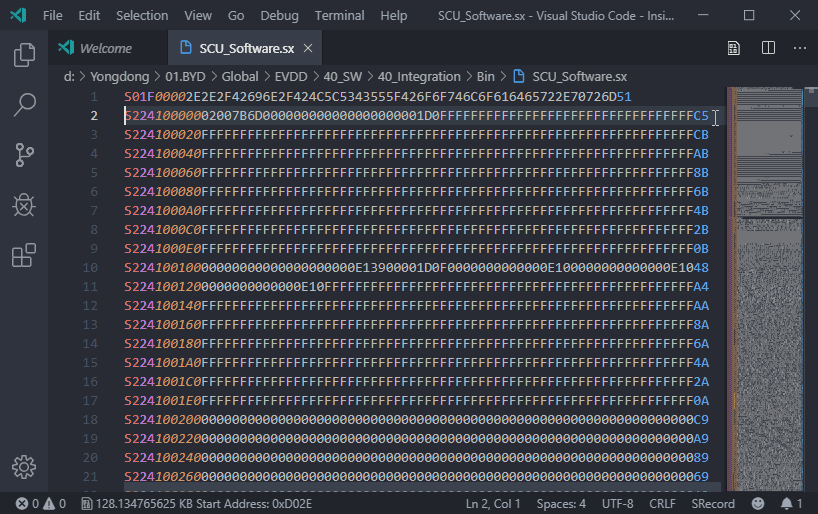 File Edit Selection View Go Debug Terminal Help SCU_Software.sx - Visual Studio Code - Insi...
Welcome SCU_Software.sx
d: > Yongdong > 01.BYD > Global > EVDD > 40_SW > 40_Integration > Bin > SCU_Software.sx
1 S01F00002E2E2F42696E2F424C5C5343555F426F6F746C6F616465722E70726D51
2 S22410000002007B6D000000000000000000001D0FFFFFFFFFFFFFFFFFFFFFFFFFFFFFFFFFC5
3 S224100020FFFFFFFFFFFFFFFFFFFFFFFFFFFFFFFFFFFFFFFFFFFFFFFFFFFFFFFFFFFFFFFFCB
4 S224100040FFFFFFFFFFFFFFFFFFFFFFFFFFFFFFFFFFFFFFFFFFFFFFFFFFFFFFFFFFFFFFFFAB
5 S224100060FFFFFFFFFFFFFFFFFFFFFFFFFFFFFFFFFFFFFFFFFFFFFFFFFFFFFFFFFFFFFFFF8B
6 S224100080FFFFFFFFFFFFFFFFFFFFFFFFFFFFFFFFFFFFFFFFFFFFFFFFFFFFFFFFFFFFFFFF6B
7 S2241000A0FFFFFFFFFFFFFFFFFFFFFFFFFFFFFFFFFFFFFFFFFFFFFFFFFFFFFFFFFFFFFFFF4B
8 S2241000C0FFFFFFFFFFFFFFFFFFFFFFFFFFFFFFFFFFFFFFFFFFFFFFFFFFFFFFFFFFFFFFFF2B
9 S2241000E0FFFFFFFFFFFFFFFFFFFFFFFFFFFFFFFFFFFFFFFFFFFFFFFFFFFFFFFFFFFFFFFF0B
10 S22410010000000000000000000000E13900001D0F0000000000000E100000000000000E1048
11 S2241001200000000000000E10FFFFFFFFFFFFFFFFFFFFFFFFFFFFFFFFFFFFFFFFFFFFFFFFA4
12 S224100140FFFFFFFFFFFFFFFFFFFFFFFFFFFFFFFFFFFFFFFFFFFFFFFFFFFFFFFFFFFFFFFFAA
13 S224100160FFFFFFFFFFFFFFFFFFFFFFFFFFFFFFFFFFFFFFFFFFFFFFFFFFFFFFFFFFFFFFFF8A
14 S224100180FFFFFFFFFFFFFFFFFFFFFFFFFFFFFFFFFFFFFFFFFFFFFFFFFFFFFFFFFFFFFFFF6A
15 S2241001A0FFFFFFFFFFFFFFFFFFFFFFFFFFFFFFFFFFFFFFFFFFFFFFFFFFFFFFFFFFFFFFFF4A
16 S2241001C0FFFFFFFFFFFFFFFFFFFFFFFFFFFFFFFFFFFFFFFFFFFFFFFFFFFFFFFFFFFFFFFF2A
17 S2241001E0FFFFFFFFFFFFFFFFFFFFFFFFFFFFFFFFFFFFFFFFFFFFFFFFFFFFFFFFFFFFFFFF0A
18 S2241002000000000000000000000000000000000000000000000000000000000000000000C9
19 S2241002200000000000000000000000000000000000000000000000000000000000000000A9
20 S224100240000000000000000000000000000000000000000000000000000000000000000089
21 S224100260000000000000000000000000000000000000000000000000000000000000000069
0 0 128.134765625 KB Start Address: 0xD02E Ln 2, Col 1 Spaces: 4 UTF-8 CRLF SRecord 1